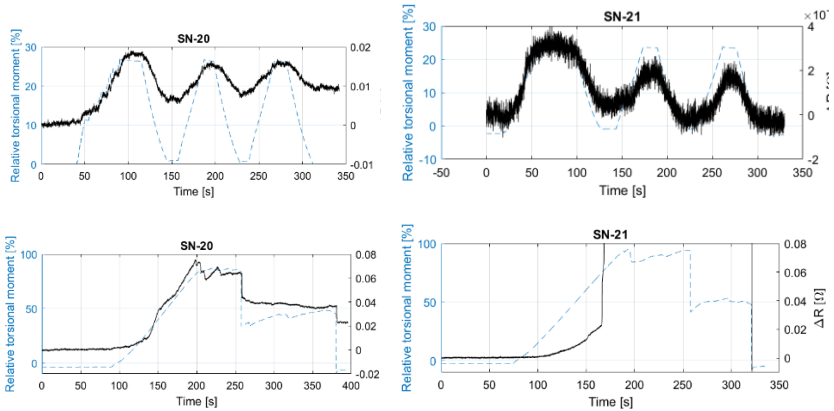 SN-20
Relative torsional moment [%]
30
20
10
0
0.02
0.01
0
-0.01
0 50 100 150 200 250 300 350
Time [s]
SN-21
Relative torsional moment [%]
30
20
10
0
-10
4
2
0
-2
-50 0 50 100 150 200 250 300 350
Time [s]
SN-20
Relative torsional moment [%]
100
50
0
0.08
0.06
0.04
0.02
0
-0.02
0 50 100 150 200 250 300 350 400
Time [s]
SN-21
Relative torsional moment [%]
100
50
0
0.08
0.06
0.04
0.02
0
ΔR [Ω]
0 50 100 150 200 250 300 350
Time [s]